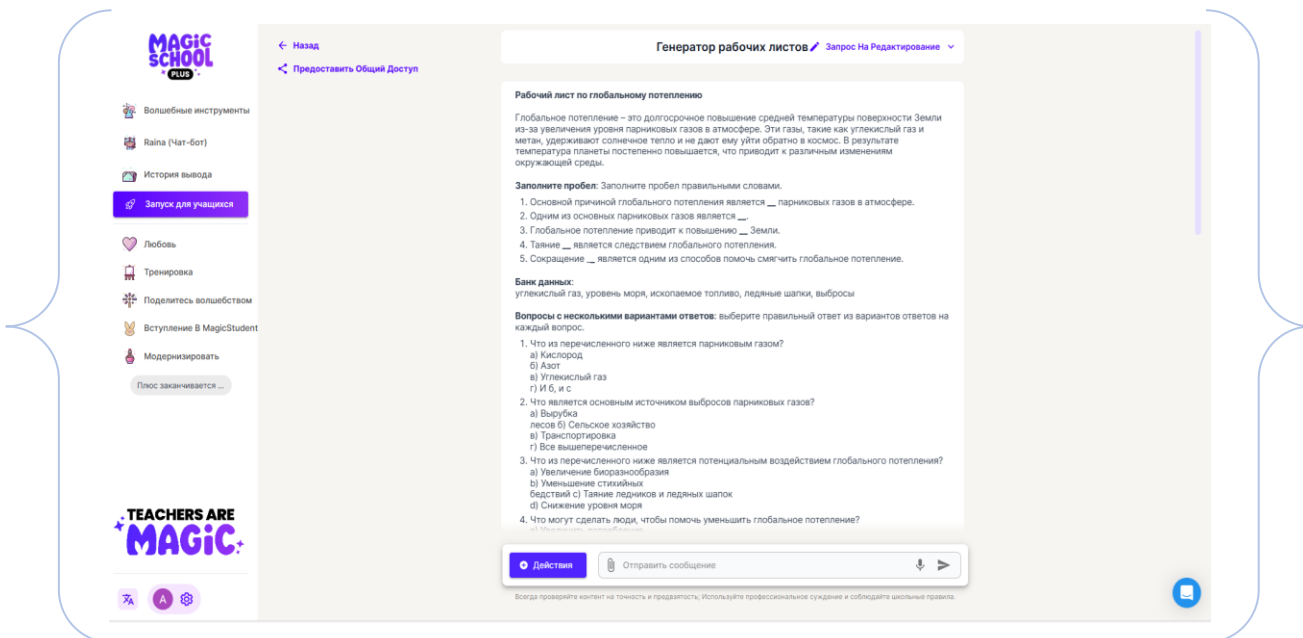 MAGiC
SCHOOL
PLUS
Волшебные инструменты
Raina (Чат-бот)
История вывода
Запуск для учащихся
Любовь
Тренировка
Поделитесь волшебством
Вступление В MagicStudent
Модернизировать
Плюс заканчивается ...
TEACHERS ARE
MAGiC
A
Назад
Предоставить Общий Доступ
Генератор рабочих листов Запрос На Редактирование
Рабочий лист по глобальному потеплению
Глобальное потепление – это долгосрочное повышение средней температуры поверхности Земли
из-за увеличения уровня парниковых газов в атмосфере. Эти газы, такие как углекислый газ и
метан, удерживают солнечное тепло и не дают ему уйти обратно в космос. В результате
температура планеты постепенно повышается, что приводит к различным изменениям
окружающей среды.
Заполните пробел: Заполните пробел правильными словами.
1. Основной причиной глобального потепления является __ парниковых газов в атмосфере.
2. Одним из основных парниковых газов является __.
3. Глобальное потепление приводит к повышению __ Земли.
4. Таяние __ является следствием глобального потепления.
5. Сокращение __ является одним из способов помочь смягчить глобальное потепление.
Банк данных:
углекислый газ, уровень моря, ископаемое топливо, ледяные шапки, выбросы
Вопросы с несколькими вариантами ответов: выберите правильный ответ из вариантов ответов на
каждый вопрос.
1. Что из перечисленного ниже является парниковым газом?
а) Кислород
б) Азот
в) Углекислый газ
г) И б, и с
2. Что является основным источником выбросов парниковых газов?
а) Вырубка
лесов б) Сельское хозяйство
в) Транспортировка
г) Все вышеперечисленное
3. Что из перечисленного ниже является потенциальным воздействием глобального потепления?
а) Увеличение биоразнообразия
b) Уменьшение стихийных
бедствий c) Таяние ледников и ледяных шапок
d) Снижение уровня моря
4. Что могут сделать люди, чтобы помочь уменьшить глобальное потепление?
Действия
Отправить сообщение
Всегда проверяйте контент на точность и предвзятость; Используйте профессиональное суждение и соблюдайте школьные правила.